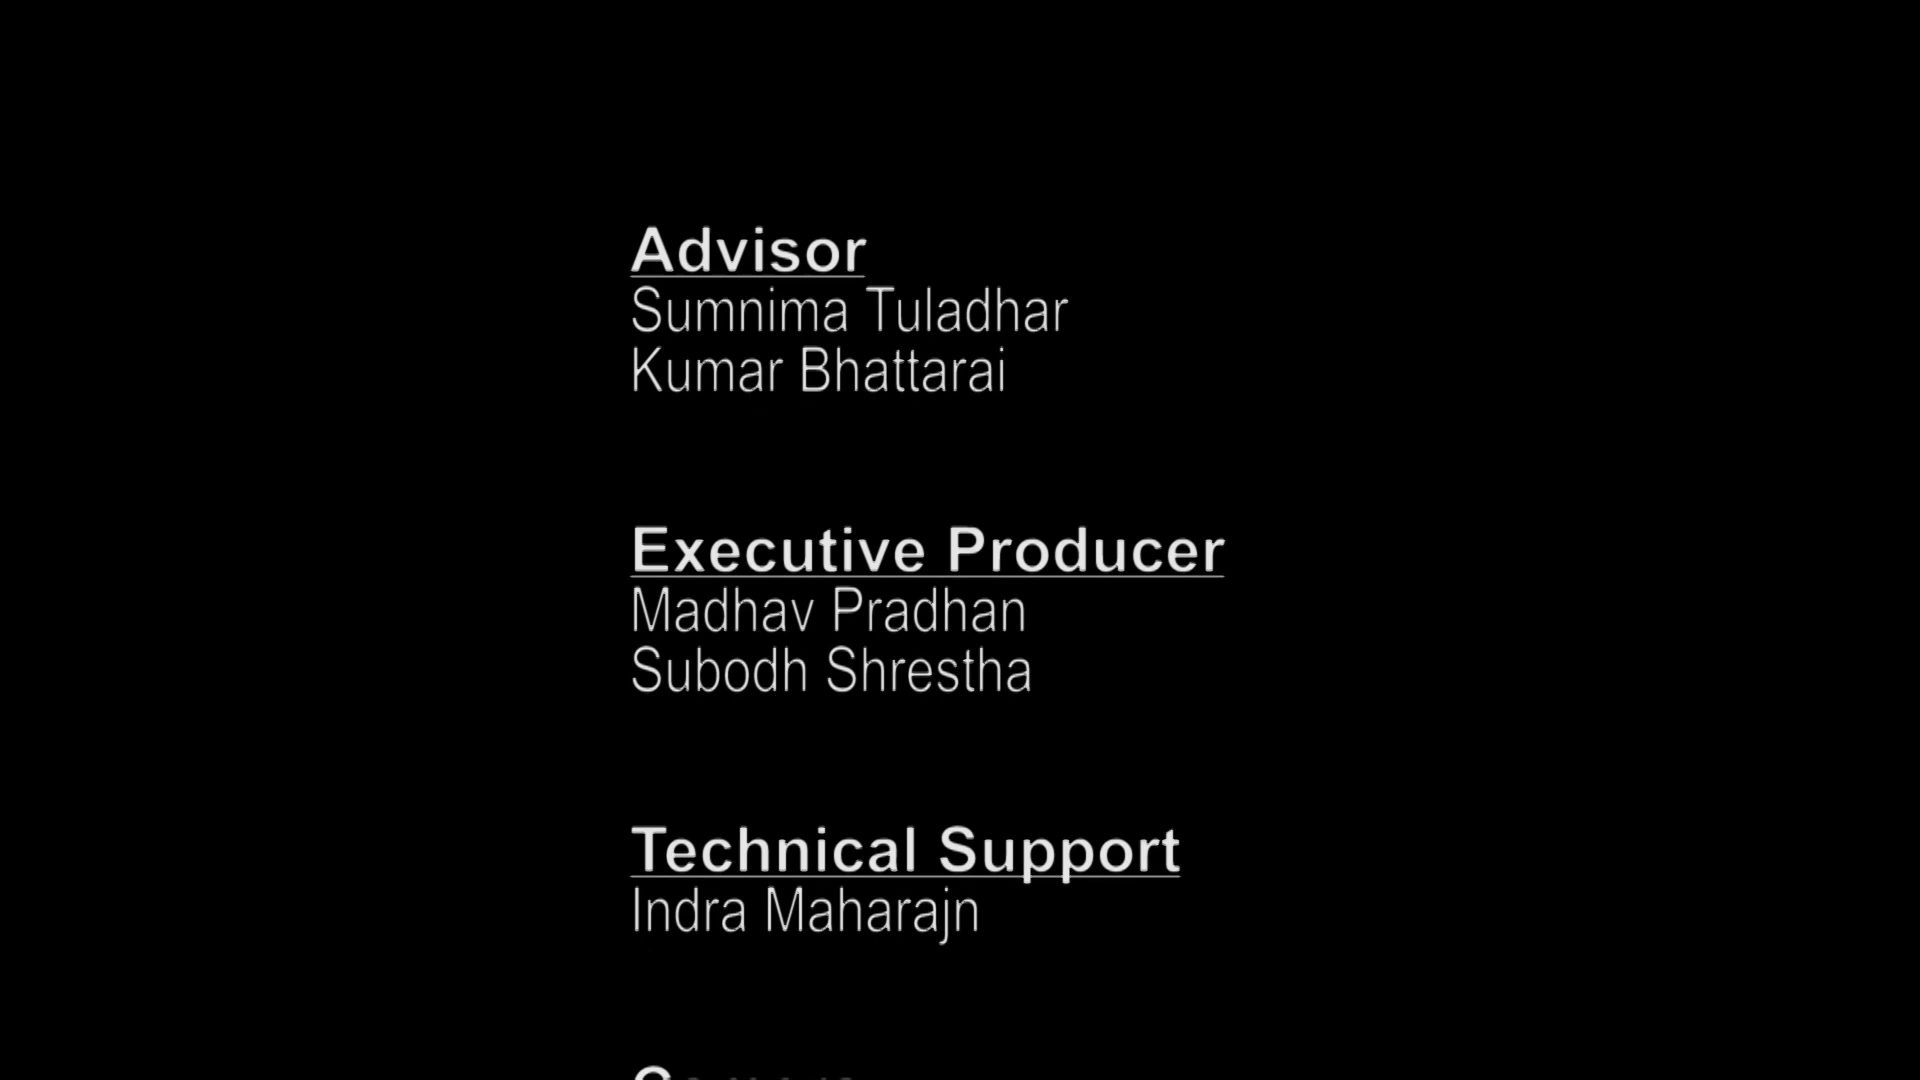 Advisor
Sumnima Tuladhar
Kumar Bhattarai
Executive Producer
Madhav Pradhan
Subodh Shrestha
Technical Support
Indra Maharajn